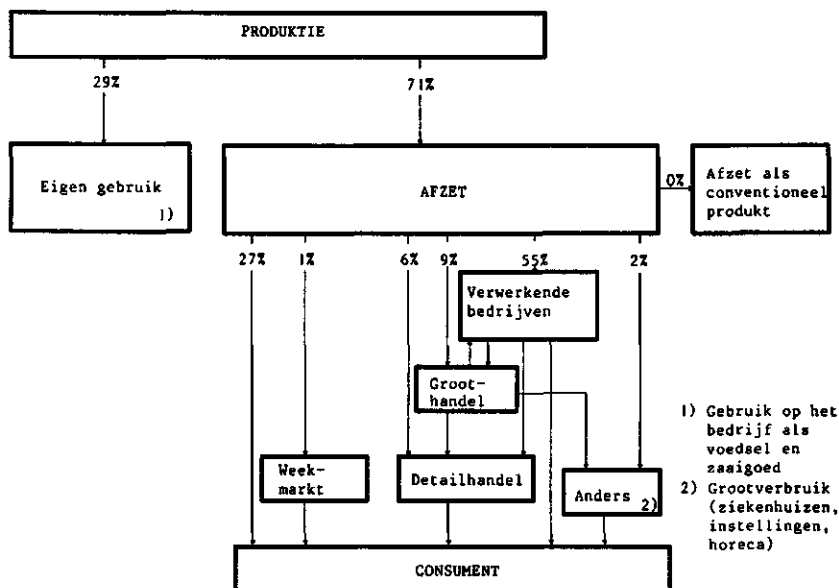 PRODUKTIE
29%
71%
Eigen gebruik
1)
AFZET
0%
Afzet als
conventioneel
produkt
27%
1%
6%
9%
55%
2%
Verwerkende
bedrijven
Groot-
handel
Week-
markt
Detailhandel
Anders
2)
1) Gebruik op het
bedrijf als
voedsel en
zaaigoed
2) Grootverbruik
(ziekenhuizen,
instellingen,
horeca)
CONSUMENT